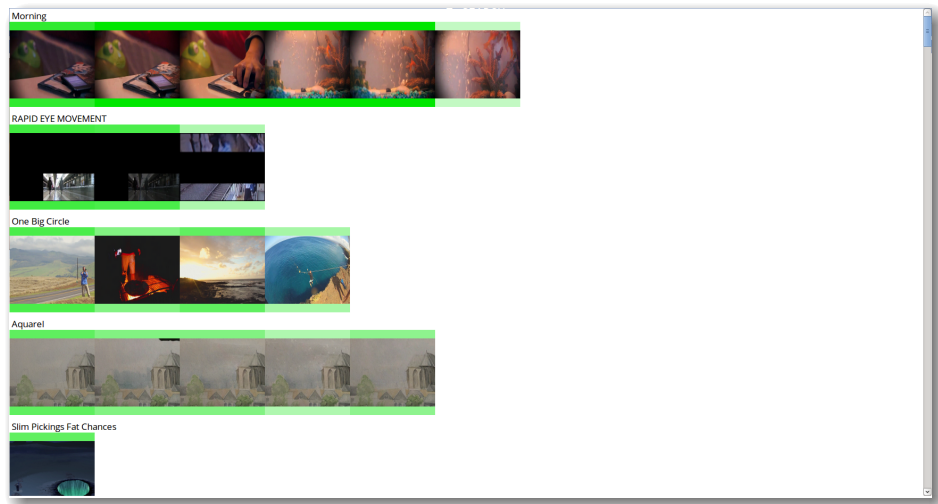 Morning
RAPID EYE MOVEMENT
One Big Circle
Aquarel
Slim Pickings Fat Chances